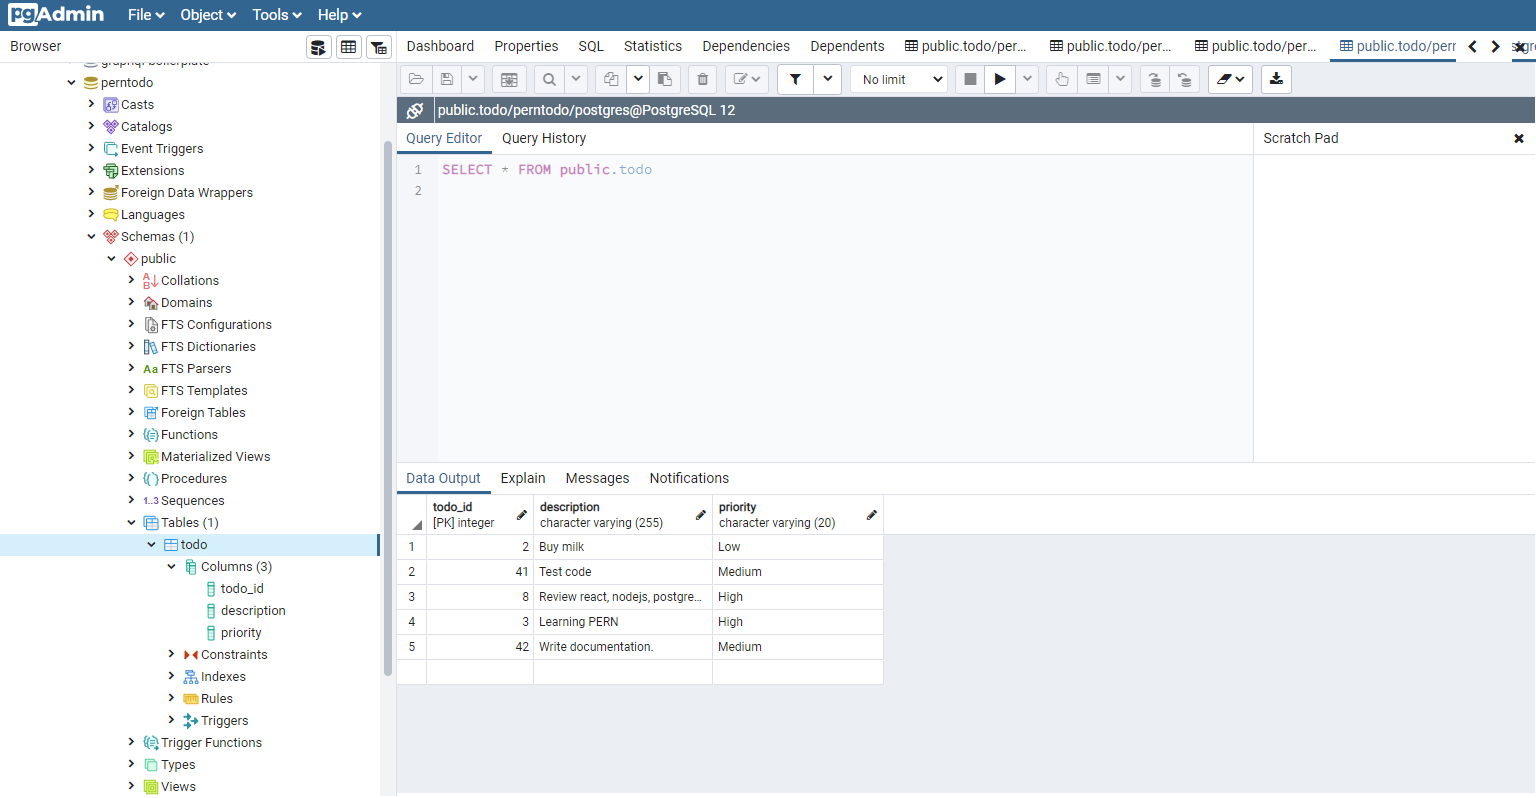 pgAdmin File Object Tools Help
Browser
Dashboard Properties SQL Statistics Dependencies Dependents public.todo/per... public.todo/per... public.todo/per... public.todo/perr
perntodo
Casts
Catalogs
Event Triggers
Extensions
Foreign Data Wrappers
Languages
Schemas (1)
public
Collations
Domains
FTS Configurations
FTS Dictionaries
Aa FTS Parsers
FTS Templates
Foreign Tables
Functions
Materialized Views
Procedures
1..3 Sequences
Tables (1)
todo
Columns (3)
todo_id
description
priority
Constraints
Indexes
Rules
Triggers
Trigger Functions
Types
Views
No limit
public.todo/perntodo/postgres@PostgreSQL 12
Query Editor Query History
Scratch Pad
1 SELECT * FROM public.todo
2
Data Output Explain Messages Notifications
todo_id description priority
[PK] integer character varying (255) character varying (20)
1 2 Buy milk Low
2 41 Test code Medium
3 8 Review react, nodejs, postgre... High
4 3 Learning PERN High
5 42 Write documentation. Medium